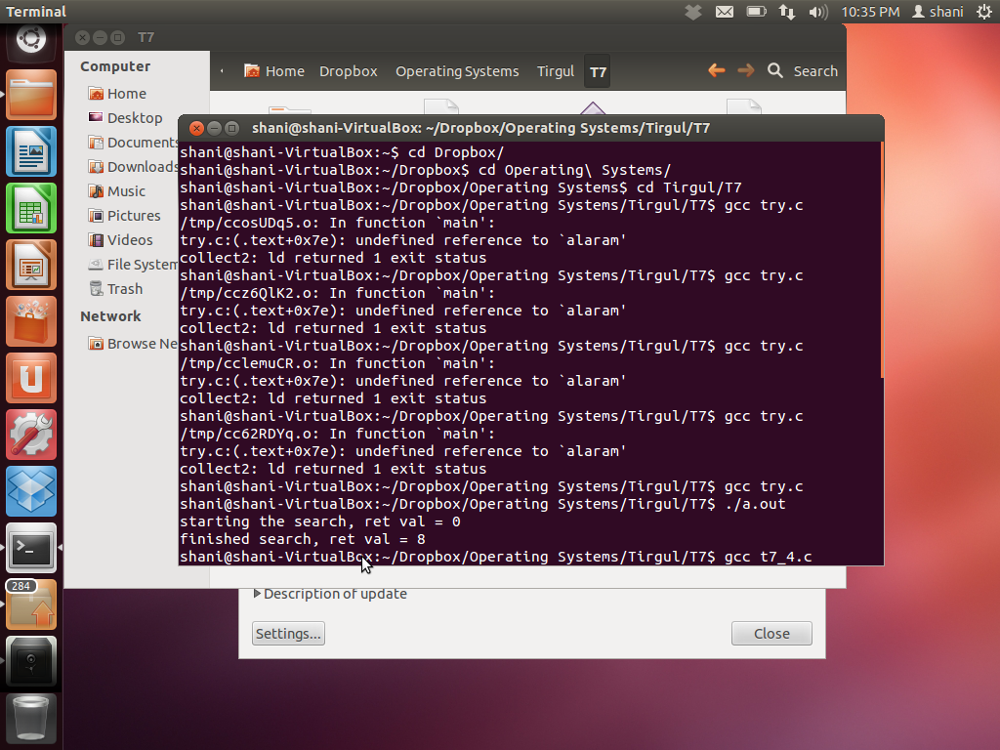 Terminal
10:35 PM
shani
T7
Computer
Home
Desktop
Documents
Downloads
Music
Pictures
Videos
File System
Trash
Network
Browse Ne
Home Dropbox Operating Systems Tirgul T7 Search
shani@shani-VirtualBox: ~/Dropbox/Operating Systems/Tirgul/T7
shani@shani-VirtualBox:~$ cd Dropbox/
shani@shani-VirtualBox:~/Dropbox$ cd Operating\ Systems/
shani@shani-VirtualBox:~/Dropbox/Operating Systems$ cd Tirgul/T7
shani@shani-VirtualBox:~/Dropbox/Operating Systems/Tirgul/T7$ gcc try.c
/tmp/ccosUDq5.o: In function `main':
try.c:(.text+0x7e): undefined reference to `alaram'
collect2: ld returned 1 exit status
shani@shani-VirtualBox:~/Dropbox/Operating Systems/Tirgul/T7$ gcc try.c
/tmp/ccz6QlK2.o: In function `main':
try.c:(.text+0x7e): undefined reference to `alaram'
collect2: ld returned 1 exit status
shani@shani-VirtualBox:~/Dropbox/Operating Systems/Tirgul/T7$ gcc try.c
/tmp/cclemuCR.o: In function `main':
try.c:(.text+0x7e): undefined reference to `alaram'
collect2: ld returned 1 exit status
shani@shani-VirtualBox:~/Dropbox/Operating Systems/Tirgul/T7$ gcc try.c
/tmp/cc62RDYq.o: In function `main':
try.c:(.text+0x7e): undefined reference to `alaram'
collect2: ld returned 1 exit status
shani@shani-VirtualBox:~/Dropbox/Operating Systems/Tirgul/T7$ gcc try.c
shani@shani-VirtualBox:~/Dropbox/Operating Systems/Tirgul/T7$ ./a.out
starting the search, ret val = 0
finished search, ret val = 8
shani@shani-VirtualBox:~/Dropbox/Operating Systems/Tirgul/T7$ gcc t7_4.c
284
Description of update
Settings...
Close